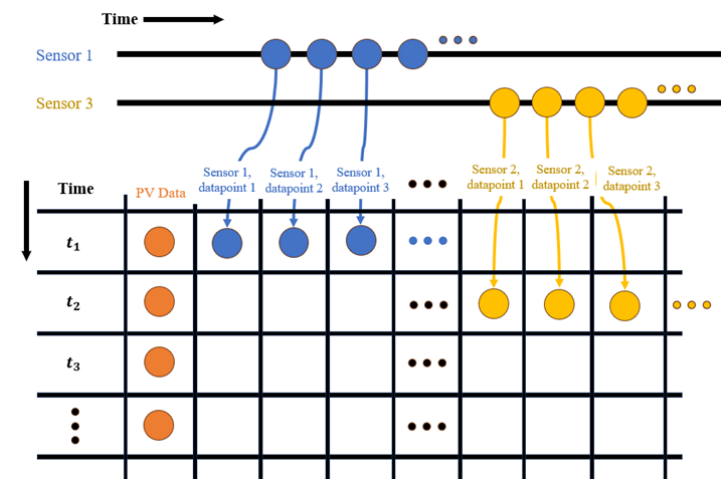 Time
Sensor 1
Sensor 3
Sensor 1,
datapoint 1
Sensor 1,
datapoint 2
Sensor 1,
datapoint 3
Sensor 2,
datapoint 1
Sensor 2,
datapoint 2
Sensor 2,
datapoint 3
Time
PV Data
t₁
t₂
t₃